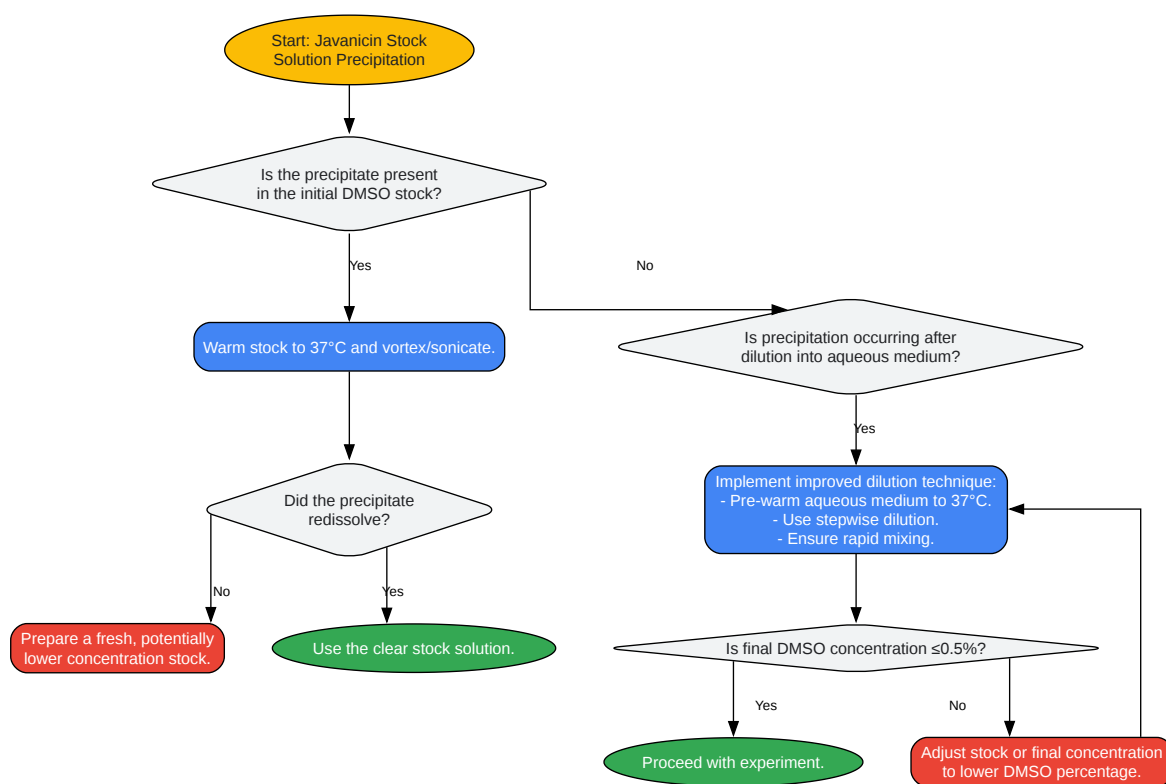 Start: Javanicin Stock
Solution Precipitation
Is the precipitate present
in the initial DMSO stock?
Yes
No
Warm stock to 37°C and vortex/sonicate.
Is precipitation occurring after
dilution into aqueous medium?
Yes
Did the precipitate
redissolve?
Implement improved dilution technique:
- Pre-warm aqueous medium to 37°C.
- Use stepwise dilution.
- Ensure rapid mixing.
No
Yes
Prepare a fresh, potentially
lower concentration stock.
Use the clear stock solution.
Is final DMSO concentration ≤0.5%?
Yes
No
Proceed with experiment.
Adjust stock or final concentration
to lower DMSO percentage.